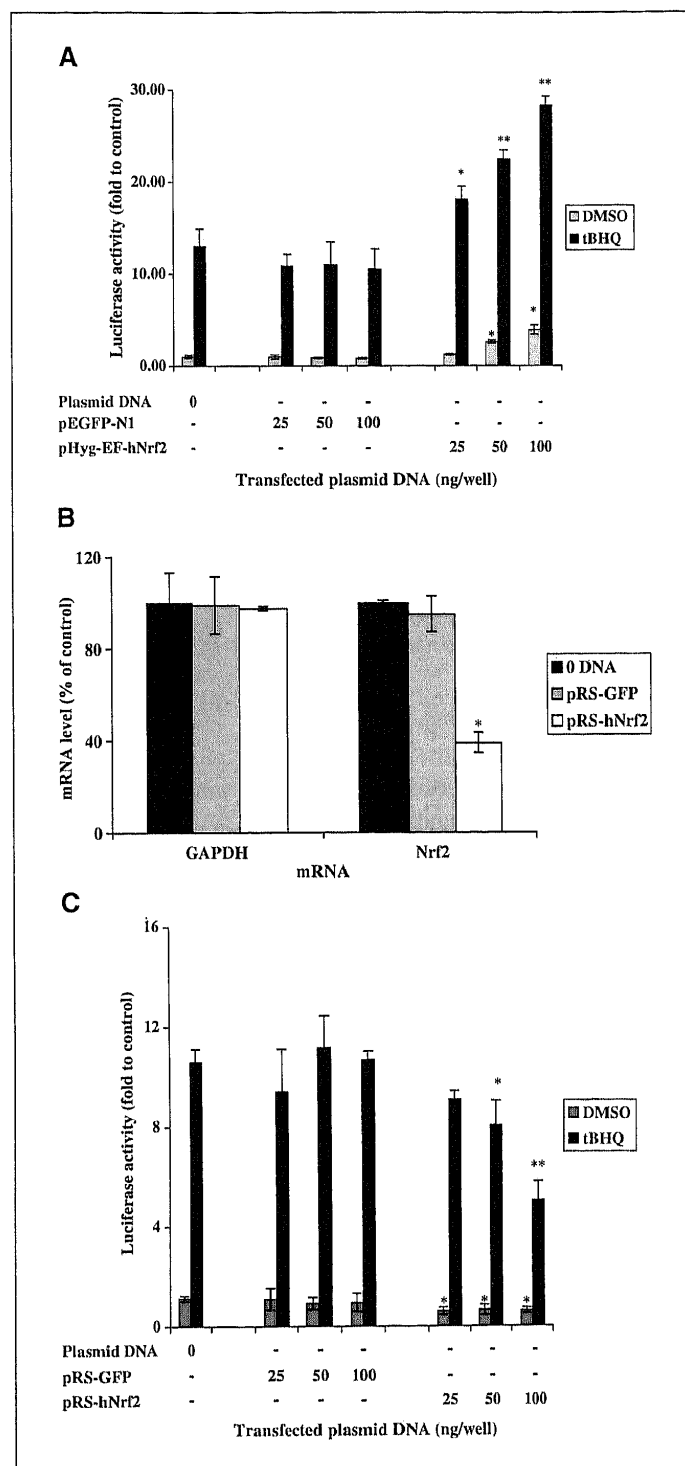 A
Luciferase activity (fold to control)
30.00
20.00
10.00
0.00
* ** **
* *
DMSO
tBHQ
Plasmid DNA 0 - - - - - -
pEGFP-N1 - 25 50 100 - - -
pHyg-EF-hNrf2 - - - - 25 50 100
Transfected plasmid DNA (ng/well)
B
mRNA level (% of control)
120
80
40
0
*
0 DNA
pRS-GFP
pRS-hNrf2
GAPDH Nrf2
mRNA
C
Luciferase activity (fold to control)
16
12
8
4
0
* **
* * *
DMSO
tBHQ
Plasmid DNA 0 - - - - - -
pRS-GFP - 25 50 100 - - -
pRS-hNrf2 - - - - 25 50 100
Transfected plasmid DNA (ng/well)